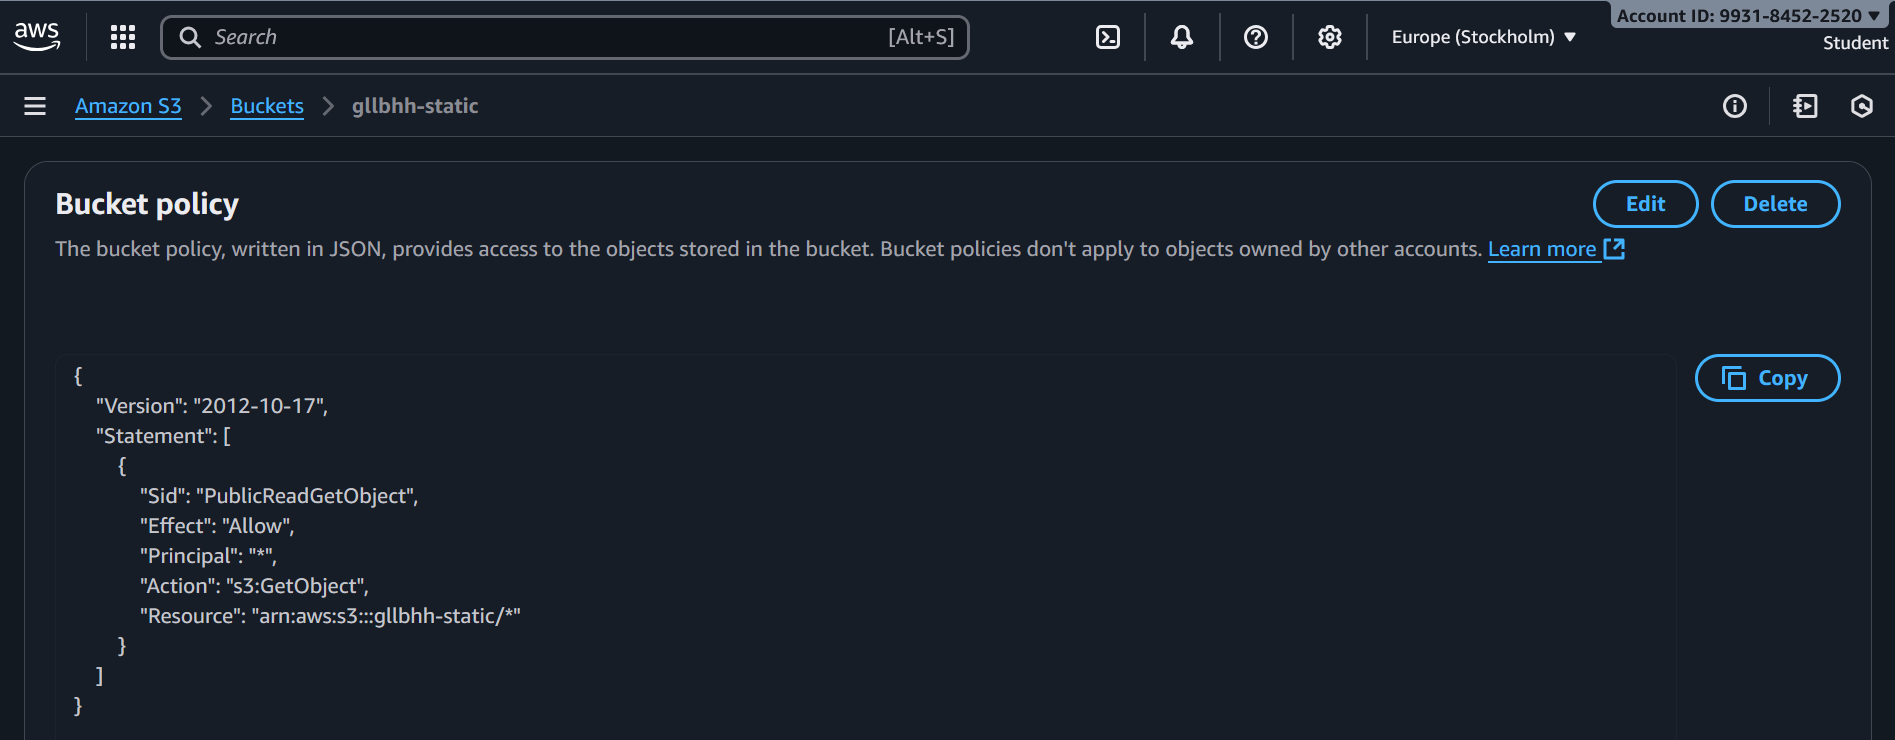 aws
Search
[Alt+S]
Europe (Stockholm)
Account ID: 9931-8452-2520
Student
Amazon S3
Buckets
gllbhh-static
Bucket policy
Edit
Delete
The bucket policy, written in JSON, provides access to the objects stored in the bucket. Bucket policies don't apply to objects owned by other accounts. Learn more
Copy
{
"Version": "2012-10-17",
"Statement": [
{
"Sid": "PublicReadGetObject",
"Effect": "Allow",
"Principal": "*",
"Action": "s3:GetObject",
"Resource": "arn:aws:s3:::gllbhh-static/*"
}
]
}